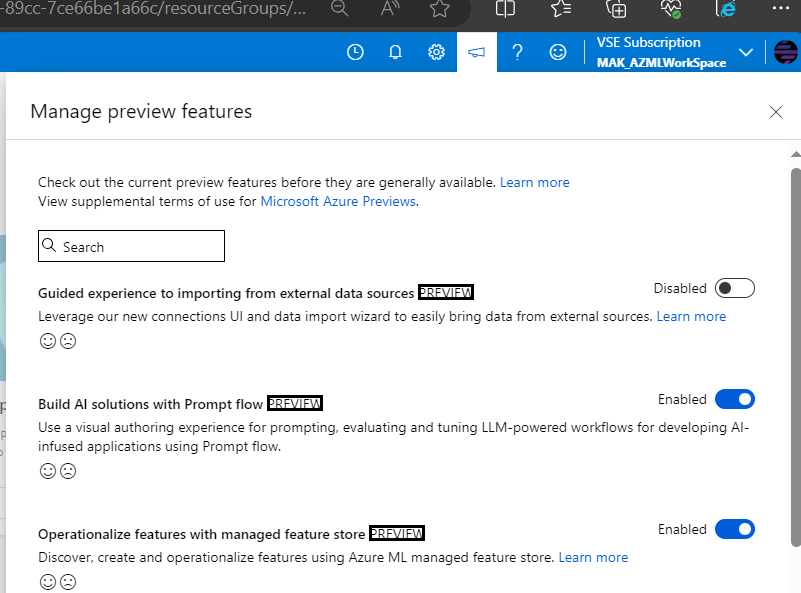 -89cc-7ce66be1a66c/resourceGroups/...
VSE Subscription
MAK_AZMLWorkSpace
Manage preview features
Check out the current preview features before they are generally available. Learn more
View supplemental terms of use for Microsoft Azure Previews.
Search
Guided experience to importing from external data sources PREVIEW
Disabled
Leverage our new connections UI and data import wizard to easily bring data from external sources. Learn more
Build AI solutions with Prompt flow PREVIEW
Enabled
Use a visual authoring experience for prompting, evaluating and tuning LLM-powered workflows for developing AI-
infused applications using Prompt flow.
Operationalize features with managed feature store PREVIEW
Enabled
Discover, create and operationalize features using Azure ML managed feature store. Learn more